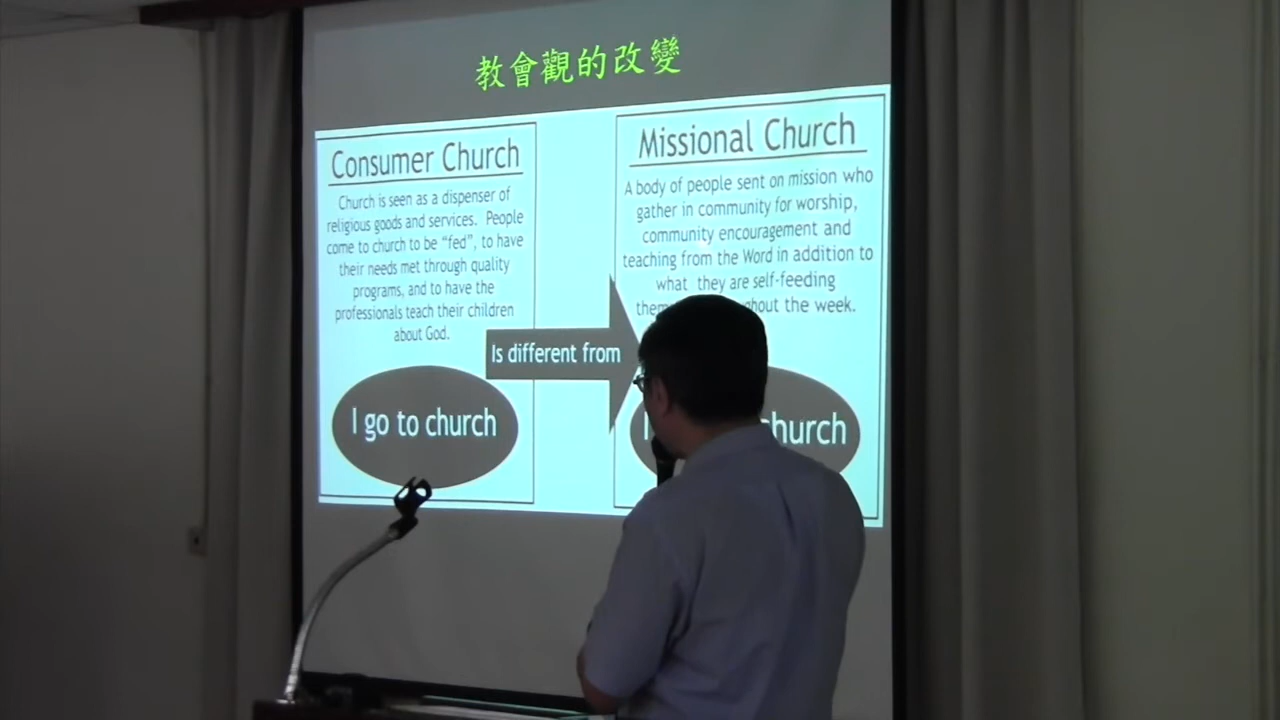 教會觀的改變
Consumer Church
Church is seen as a dispenser of
religious goods and services. People
come to church to be "fed", to have
their needs met through quality
programs, and to have the
professionals teach their children
about God.
I go to church
Is different from
Missional Church
A body of people sent on mission who
gather in community for worship,
community encouragement and
teaching from the Word in addition to
what they are self-feeding
the week.
I church